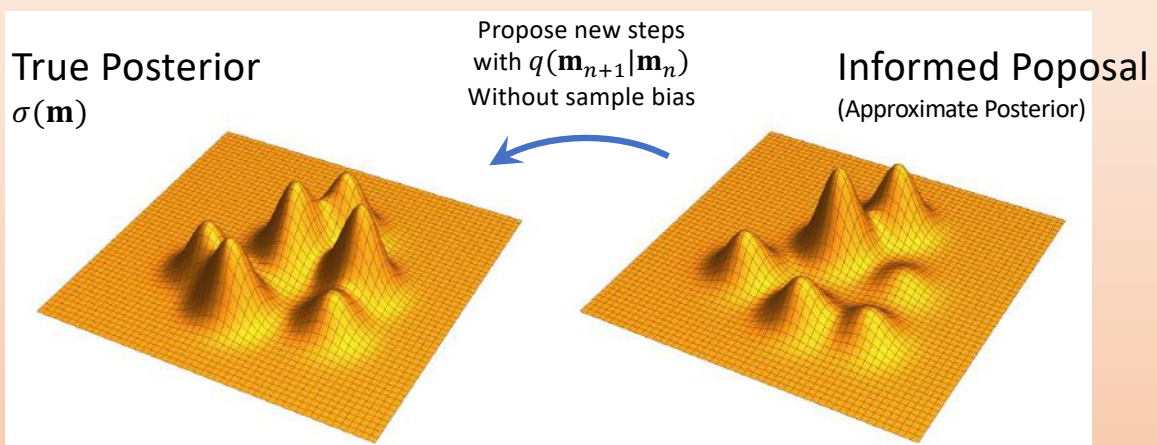 True Posterior
σ(𝐦)
Propose new steps
with q(𝐦ₙ₊₁|𝐦ₙ)
Without sample bias
Informed Poposal
(Approximate Posterior)